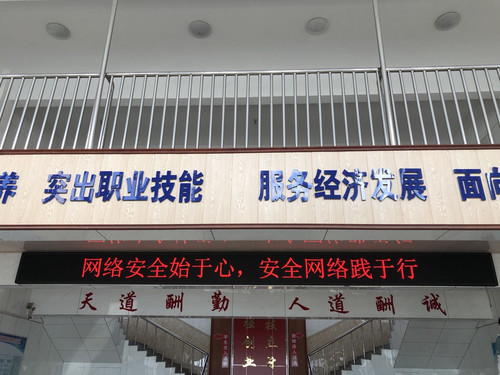 养 突出职业技能 服务经济发展 面向
网络安全始于心，安全网络践于行
天道酬勤 人道酬诚